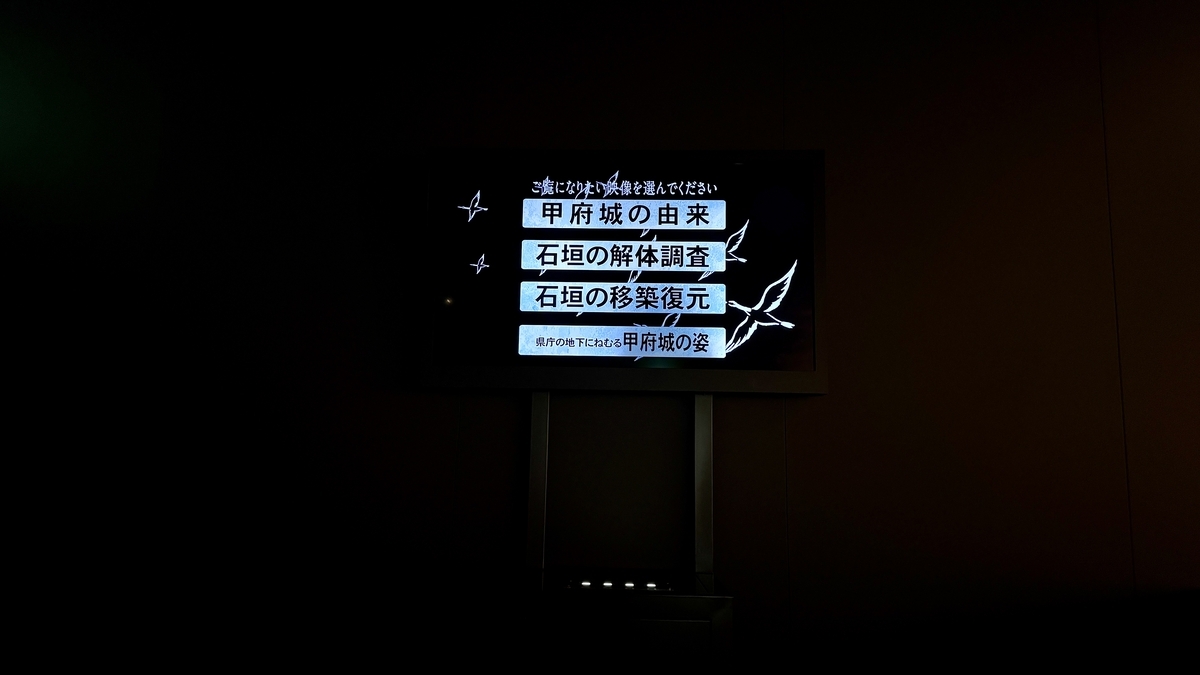 ご覧になりたい映像を選んでください
甲府城の由来
石垣の解体調査
石垣の移築復元
県庁の地下にねむる甲府城の姿